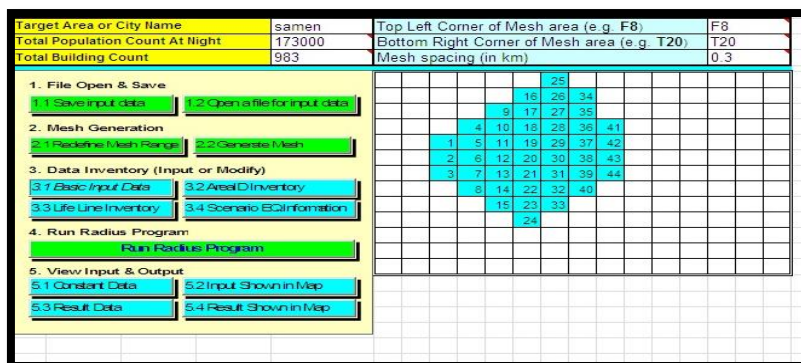 Target Area or City Name samen Top Left Corner of Mesh area (e.g. F8) F8
Total Population Count At Night 173000 Bottom Right Corner of Mesh area (e.g. T20) T20
Total Building Count 983 Mesh spacing (in km) 0.3
1. File Open & Save
1.1 Save input data 1.2 Open a file for input data
2. Mesh Generation
2.1 Redefine Mesh Range 2.2 Generate Mesh
3. Data Inventory (Input or Modify)
3.1 Basic Input Data 3.2 Area ID Inventory
3.3 Life Line Inventory 3.4 Scenario EQ Information
4. Run Radius Program
Run Radius Program
5. View Input & Output
5.1 Constant Data 5.2 Input Shown in Map
5.3 Result Data 5.4 Result Shown in Map
25
16 26 34
9 17 27 35
4 10 18 28 36 41
1 5 11 19 29 37 42
2 6 12 20 30 38 43
3 7 13 21 31 39 44
8 14 22 32 40
15 23 33
24